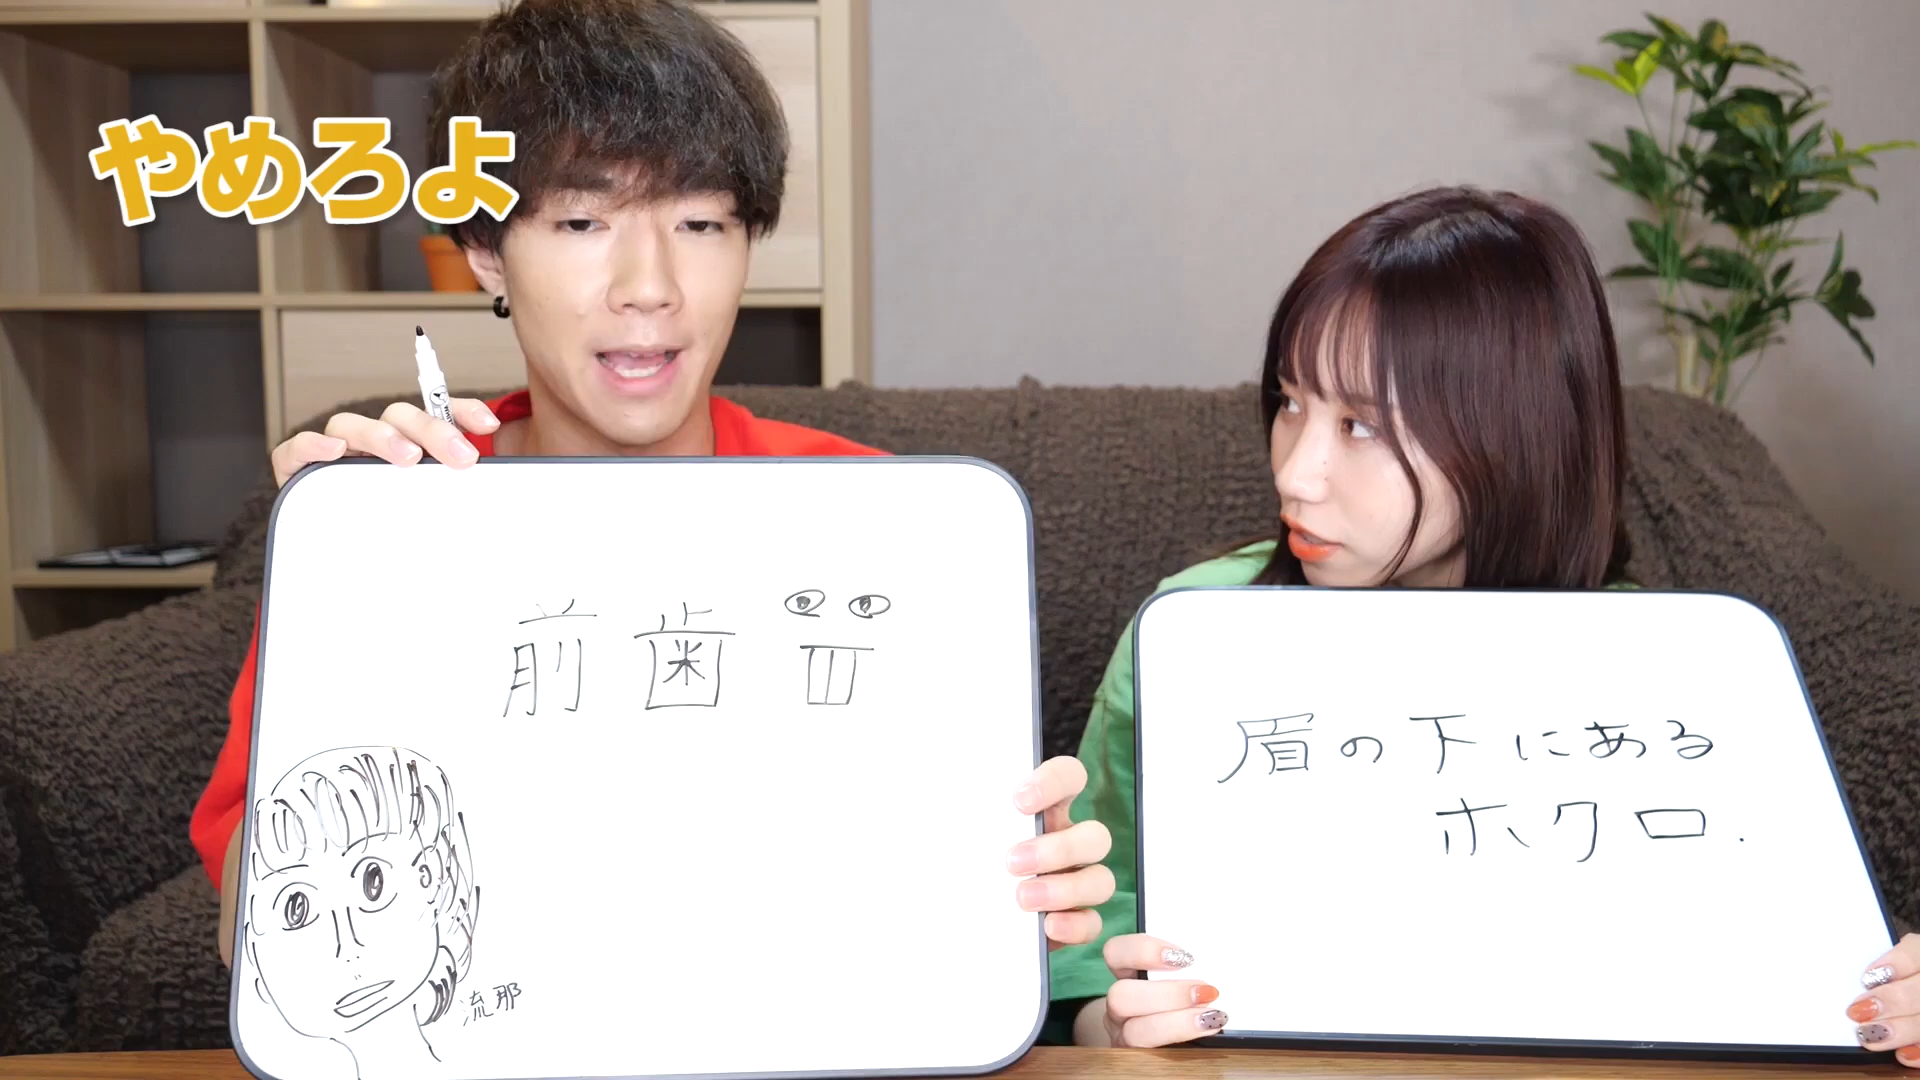 やめろよ
前歯
流那
眉の下にある
ホクロ.